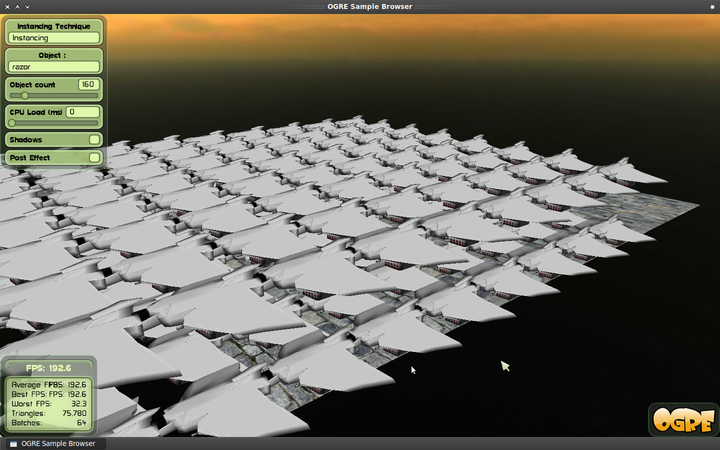 OGRE Sample Browser
Instancing Technique
Instancing
Object :
razor
Object count 160
CPU Load (ms) 0
Shadows
Post Effect
FPS: 192.6
Average FPS: 192.6
Best FPS: FPS: 192.6
Worst FPS: 32.3
Triangles: 75.780
Batches: 64
OGRE
OGRE Sample Browser